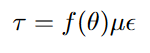 τ = f(θ)μϵ